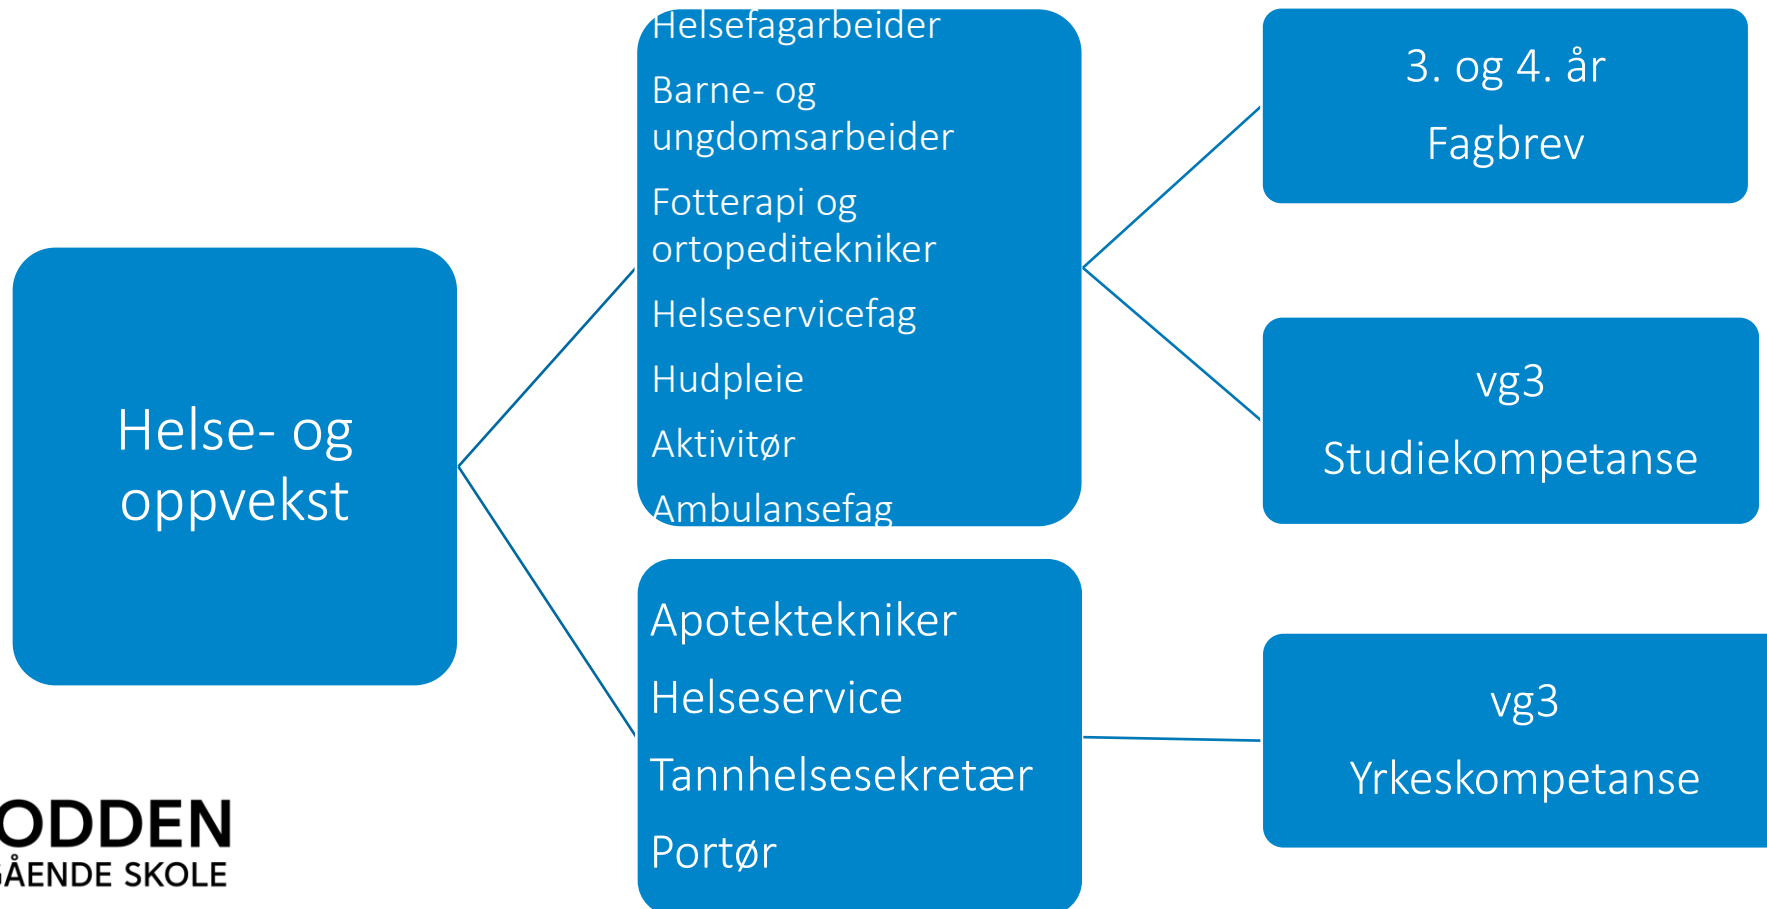 Helse- og
oppvekst
Helsefagarbeider
Barne- og
ungdomsarbeider
Fotterapi og
ortopeditekniker
Helseservicefag
Hudpleie
Aktivitør
Ambulansefag
Apotektekniker
Helseservice
Tannhelsesekretær
Portør
3. og 4. år
Fagbrev
vg3
Studiekompetanse
vg3
Yrkeskompetanse
ODDEN
GÅENDE SKOLE